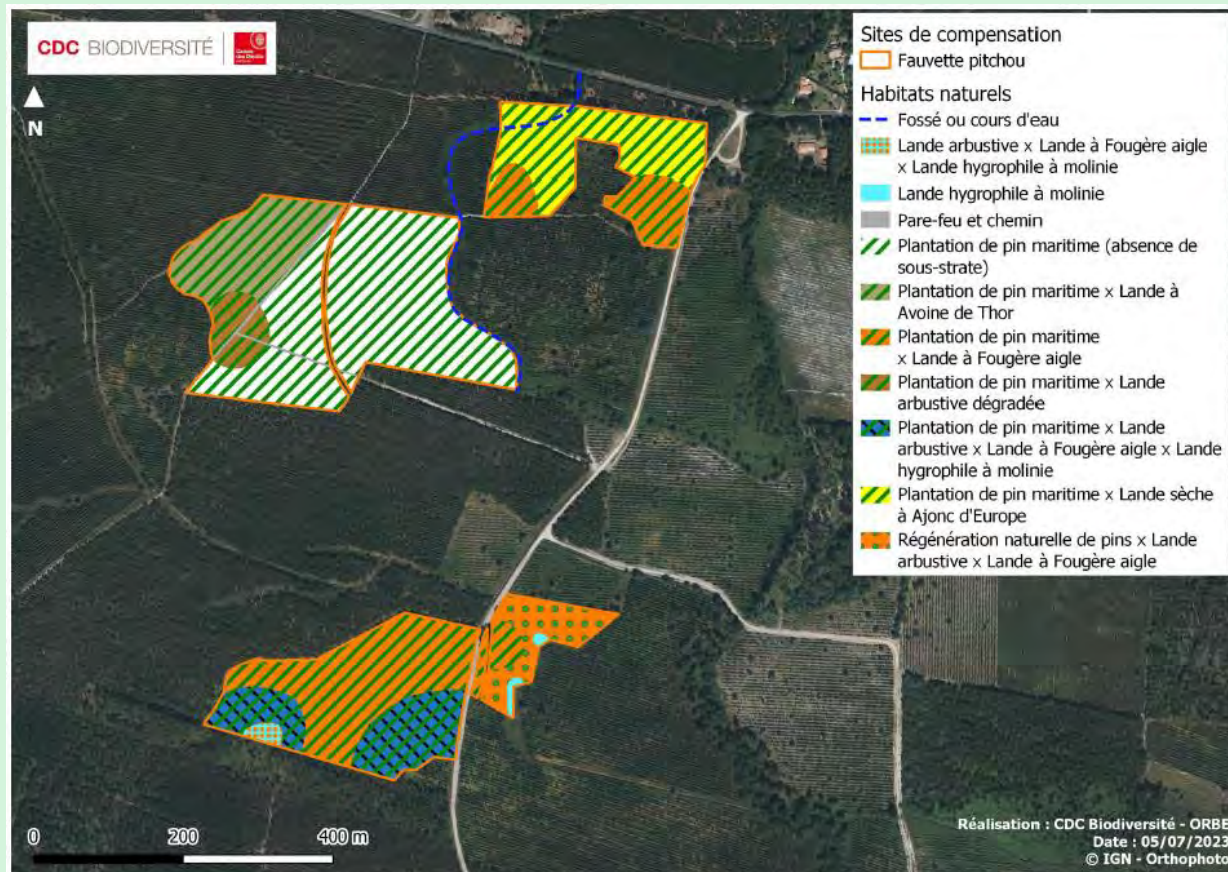 CDC BIODIVERSITÉ
N
Sites de compensation
Fauvette pitchou
Habitats naturels
Fossé ou cours d'eau
Lande arbustive x Lande à Fougère aigle
x Lande hygrophile à molinie
Lande hygrophile à molinie
Pare-feu et chemin
Plantation de pin maritime (absence de
sous-strate)
Plantation de pin maritime x Lande à
Avoine de Thor
Plantation de pin maritime
x Lande à Fougère aigle
Plantation de pin maritime x Lande
arbustive dégradée
Plantation de pin maritime x Lande
arbustive x Lande à Fougère aigle x Lande
hygrophile à molinie
Plantation de pin maritime x Lande sèche
à Ajonc d'Europe
Régénération naturelle de pins x Lande
arbustive x Lande à Fougère aigle
0 200 400 m
Réalisation : CDC Biodiversité - ORBE
Date : 05/07/2023
© IGN - Orthophoto